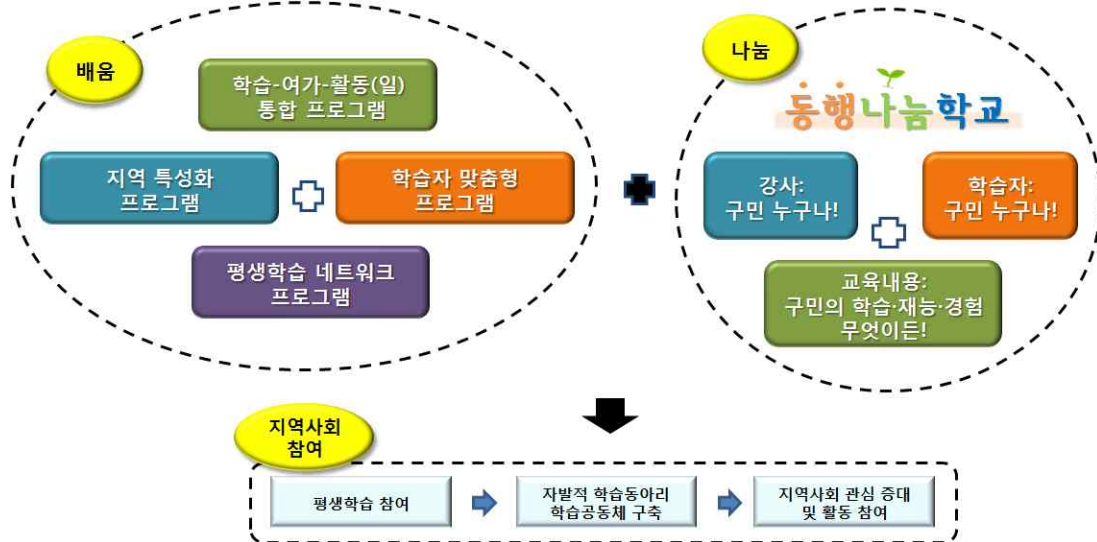 배움
학습-여가-활동(일)
통합 프로그램
지역 특성화
프로그램
학습자 맞춤형
프로그램
평생학습 네트워크
프로그램
나눔
동행나눔학교
강사:
구민 누구나!
학습자:
구민 누구나!
교육내용:
구민의 학습·재능·경험
무엇이든!
지역사회
참여
평생학습 참여
자발적 학습동아리
학습공동체 구축
지역사회 관심 증대
및 활동 참여